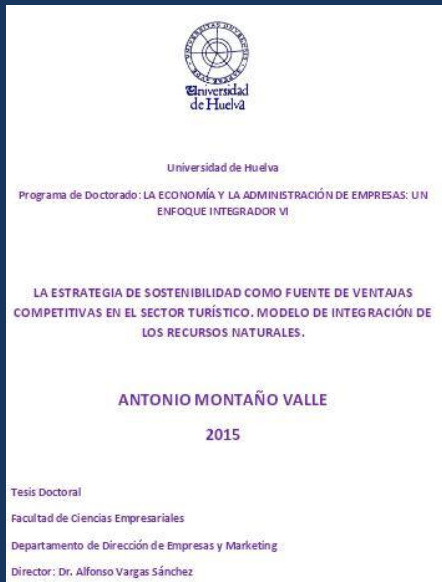 Universidad
de Huelva
Universidad de Huelva
Programa de Doctorado: LA ECONOMÍA Y LA ADMINISTRACIÓN DE EMPRESAS: UN
ENFOQUE INTEGRADOR VI
LA ESTRATEGIA DE SOSTENIBILIDAD COMO FUENTE DE VENTAJAS
COMPETITIVAS EN EL SECTOR TURÍSTICO. MODELO DE INTEGRACIÓN DE
LOS RECURSOS NATURALES.
ANTONIO MONTAÑO VALLE
2015
Tesis Doctoral
Facultad de Ciencias Empresariales
Departamento de Dirección de Empresas y Marketing
Director: Dr. Alfonso Vargas Sánchez